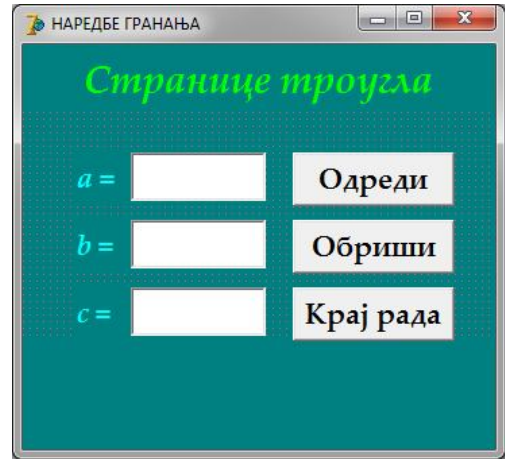 НАРЕДБЕ ГРАНАЊА
Странице троугла
a =
Одреди
b =
Обриши
c =
Крај рада